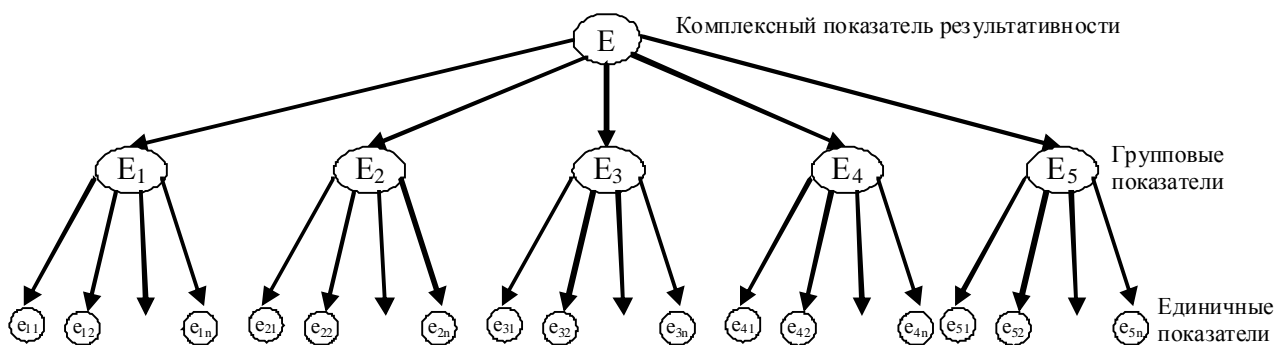 Комплексный показатель результативности
E
E₁ E₂ E₃ E₄ E₅
Групповые
показатели
e₁₁ e₁₂ e₁ₙ e₂₁ e₂₂ e₂ₙ e₃₁ e₃₂ e₃ₙ e₄₁ e₄₂ e₄ₙ e₅₁ e₅₂ e₅ₙ
Единичные
показатели